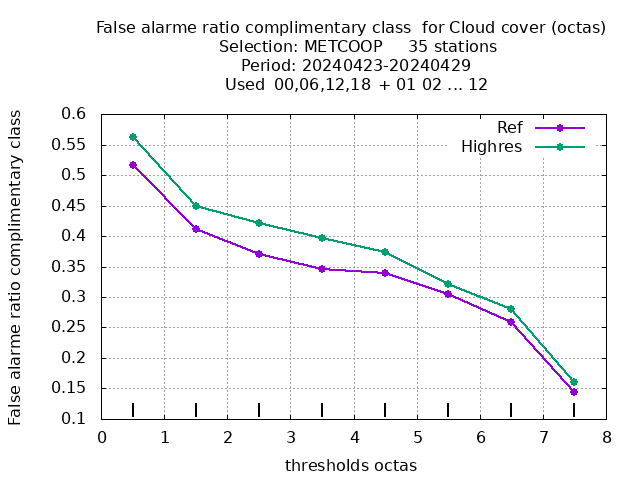 False alarme ratio complimentary class  for Cloud cover (octas)
Selection: METCOOP     35 stations
Period: 20240423-20240429
Used  00,06,12,18 + 01 02 ... 12
False alarme ratio complimentary class
0.6
0.55
0.5
0.45
0.4
0.35
0.3
0.25
0.2
0.15
0.1
Ref
Highres
0 1 2 3 4 5 6 7 8
thresholds octas